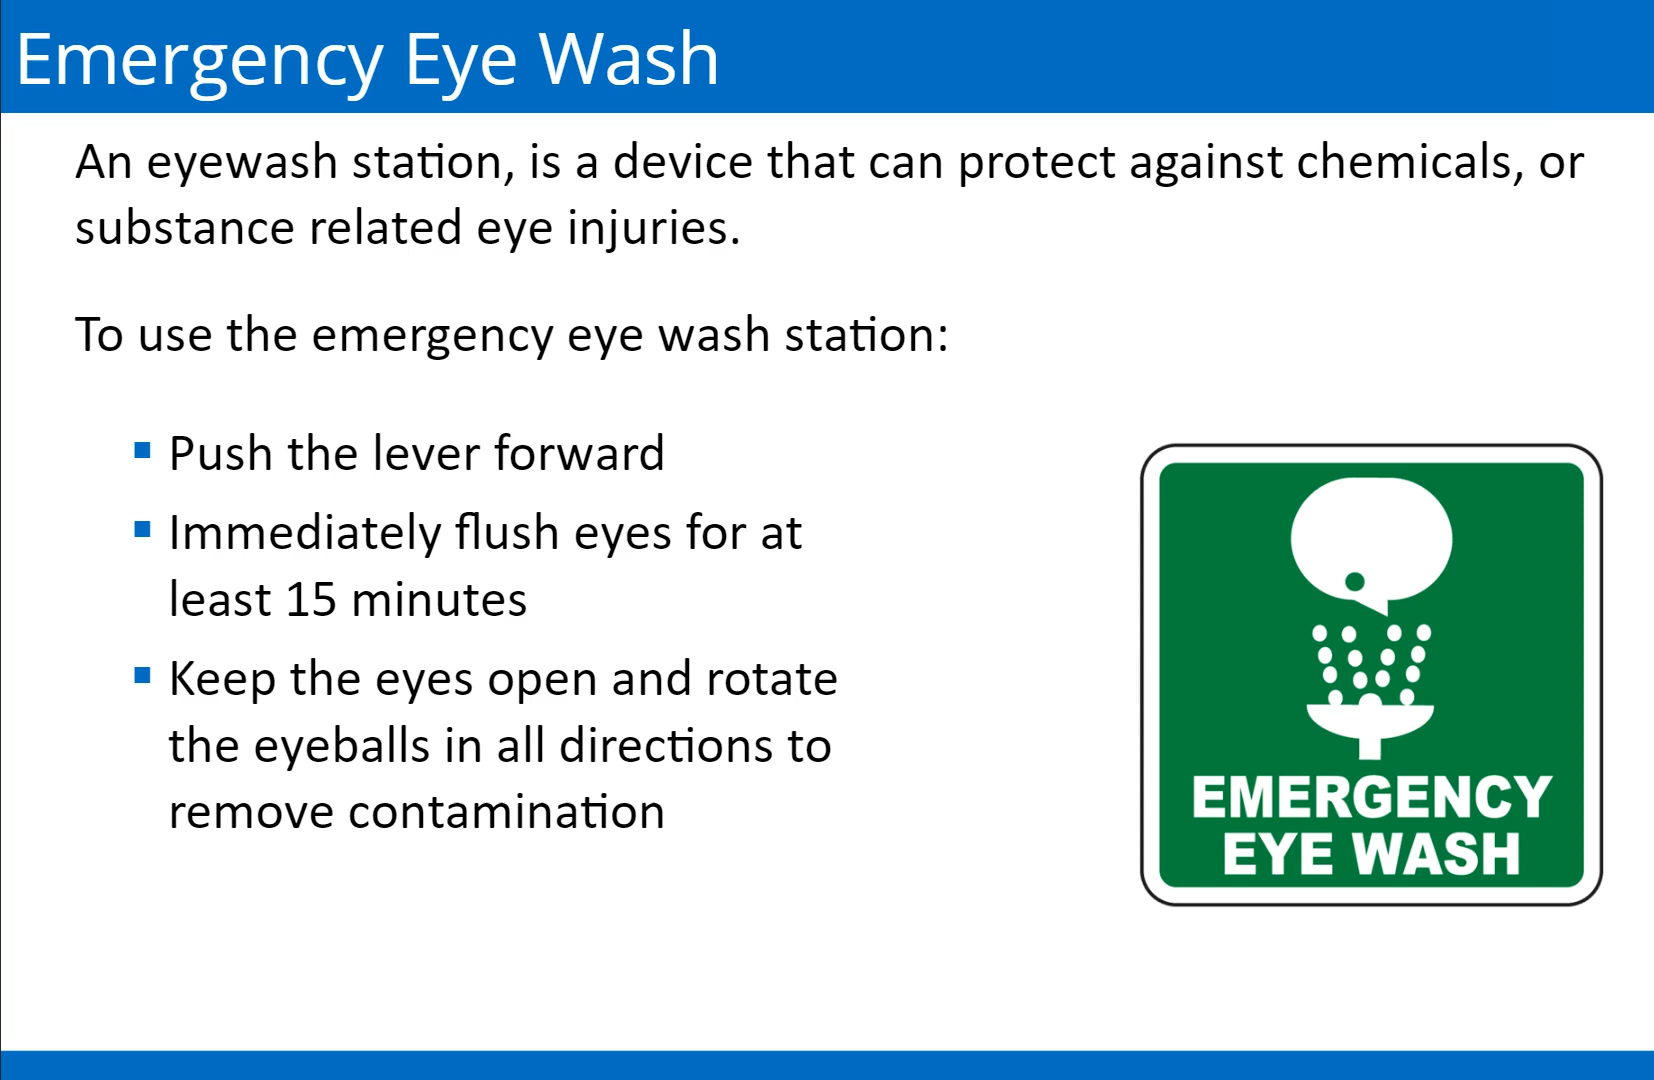 Emergency Eye Wash
An eyewash station, is a device that can protect against chemicals, or
substance related eye injuries.
To use the emergency eye wash station:
▪ Push the lever forward
▪ Immediately flush eyes for at
least 15 minutes
▪ Keep the eyes open and rotate
the eyeballs in all directions to
remove contamination
EMERGENCY
EYE WASH